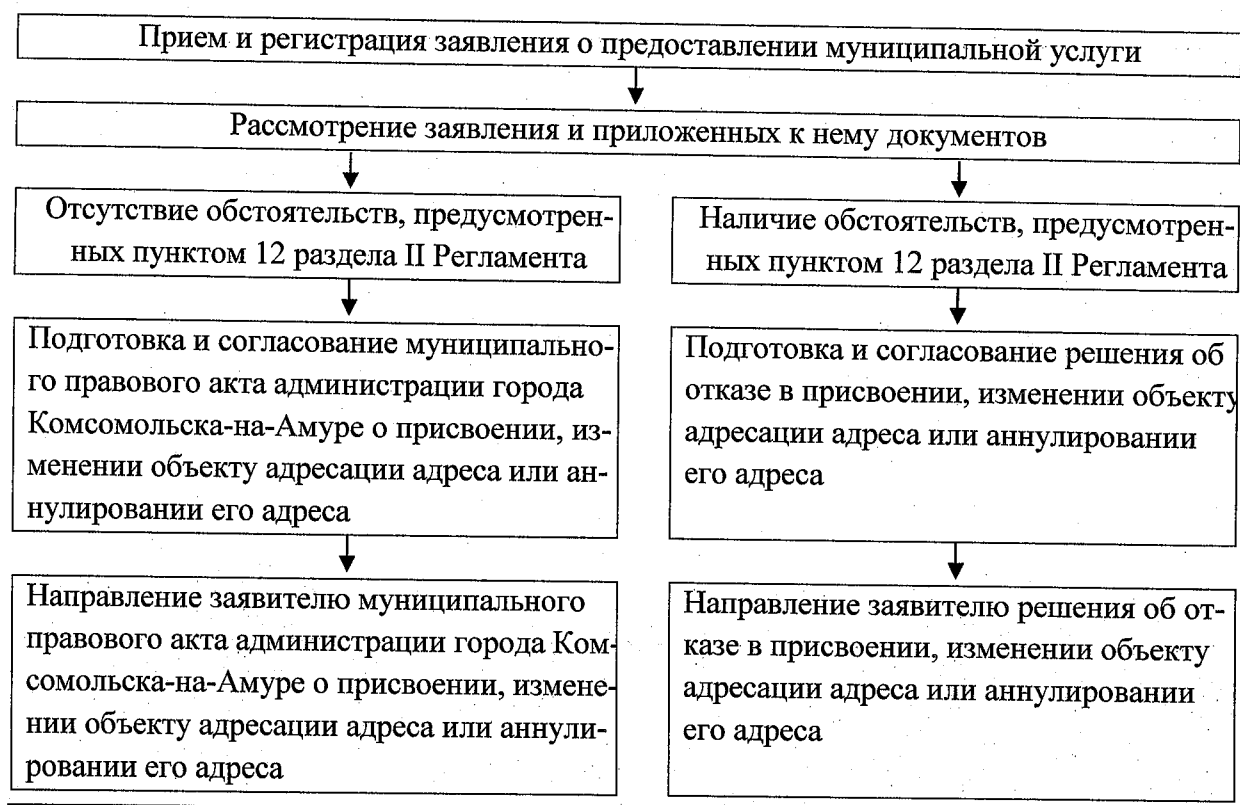 Прием и регистрация заявления о предоставлении муниципальной услуги
Рассмотрение заявления и приложенных к нему документов
Отсутствие обстоятельств, предусмотрен-
ных пунктом 12 раздела II Регламента
Наличие обстоятельств, предусмотрен-
ных пунктом 12 раздела II Регламента
Подготовка и согласование муниципально-
го правового акта администрации города
Комсомольска-на-Амуре о присвоении, из-
менении объекту адресации адреса или ан-
нулировании его адреса
Подготовка и согласование решения об
отказе в присвоении, изменении объекту
адресации адреса или аннулировании
его адреса
Направление заявителю муниципального
правового акта администрации города Ком-
сомольска-на-Амуре о присвоении, измене-
нии объекту адресации адреса или аннули-
ровании его адреса
Направление заявителю решения об от-
казе в присвоении, изменении объекту
адресации адреса или аннулировании
его адреса